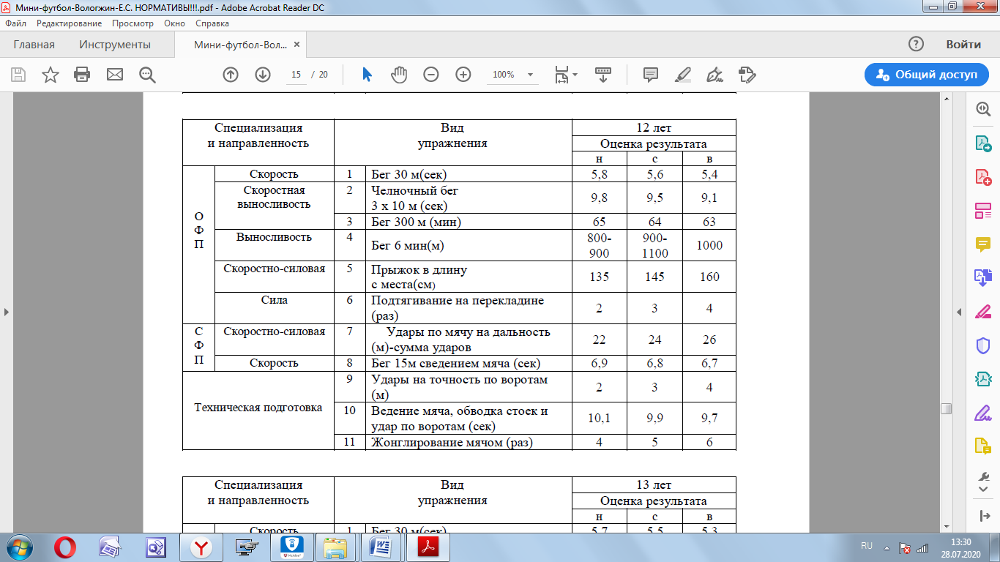 Мини-футбол-Вологжин-Е.С. НОРМАТИВЫ!!!.pdf - Adobe Acrobat Reader DC
Файл Редактирование Просмотр Окно Справка
Главная Инструменты Мини-футбол-Вол... × Войти
15 / 20 100% Общий доступ
Специализация и направленность Вид упражнения 12 лет
Оценка результата
н с в
ОФП Скорость 1 Бег 30 м(сек) 5,8 5,6 5,4
Скоростная выносливость 2 Челночный бег
3 х 10 м (сек) 9,8 9,5 9,1
3 Бег 300 м (мин) 65 64 63
Выносливость 4 Бег 6 мин(м) 800-900 900-1100 1000
Скоростно-силовая 5 Прыжок в длину
с места(см) 135 145 160
Сила 6 Подтягивание на перекладине
(раз) 2 3 4
СФП Скоростно-силовая 7 Удары по мячу на дальность
(м)-сумма ударов 22 24 26
Скорость 8 Бег 15м сведением мяча (сек) 6,9 6,8 6,7
Техническая подготовка 9 Удары на точность по воротам
(м) 2 3 4
10 Ведение мяча, обводка стоек и
удар по воротам (сек) 10,1 9,9 9,7
11 Жонглирование мячом (раз) 4 5 6
Специализация и направленность Вид упражнения 13 лет
Оценка результата
н с в
Скорость 1 Бег 30 м(сек) 5,7 5,5 5,3
RU 13:30
28.07.2020